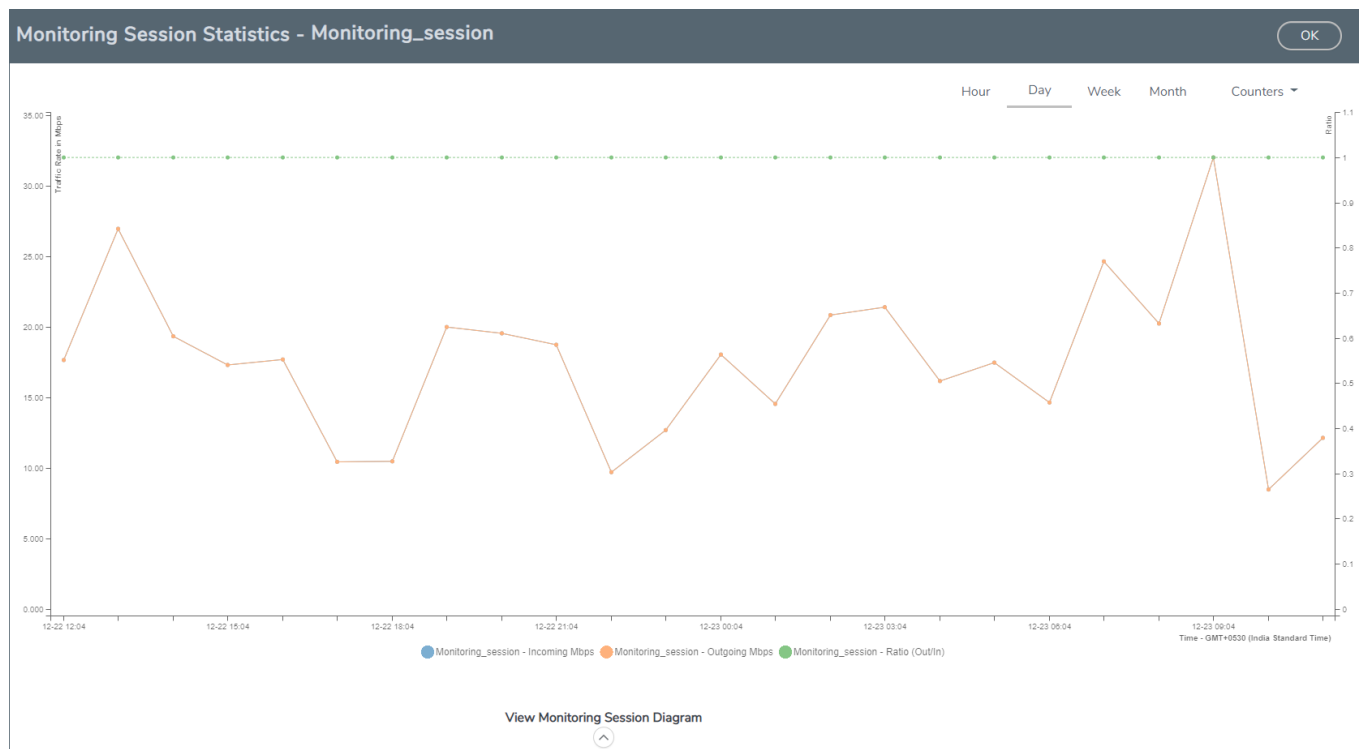 Monitoring Session Statistics - Monitoring_session
OK
Hour Day Week Month Counters
Traffic Rate in Mbps
Ratio
35.00
30.00
25.00
20.00
15.00
10.00
5.000
0.000
1.1
1
0.9
0.8
0.7
0.6
0.5
0.4
0.3
0.2
0.1
0
12-22 12:04 12-22 15:04 12-22 18:04 12-22 21:04 12-23 00:04 12-23 03:04 12-23 06:04 12-23 09:04
Time - GMT+0530 (India Standard Time)
Monitoring_session - Incoming Mbps Monitoring_session - Outgoing Mbps Monitoring_session - Ratio (Out/In)
View Monitoring Session Diagram